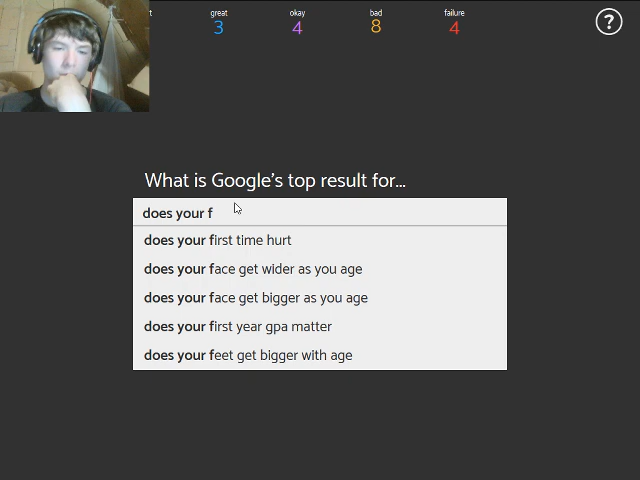 t great okay bad failure
3 4 8 4
?
What is Google's top result for...
does your f
does your first time hurt
does your face get wider as you age
does your face get bigger as you age
does your first year gpa matter
does your feet get bigger with age